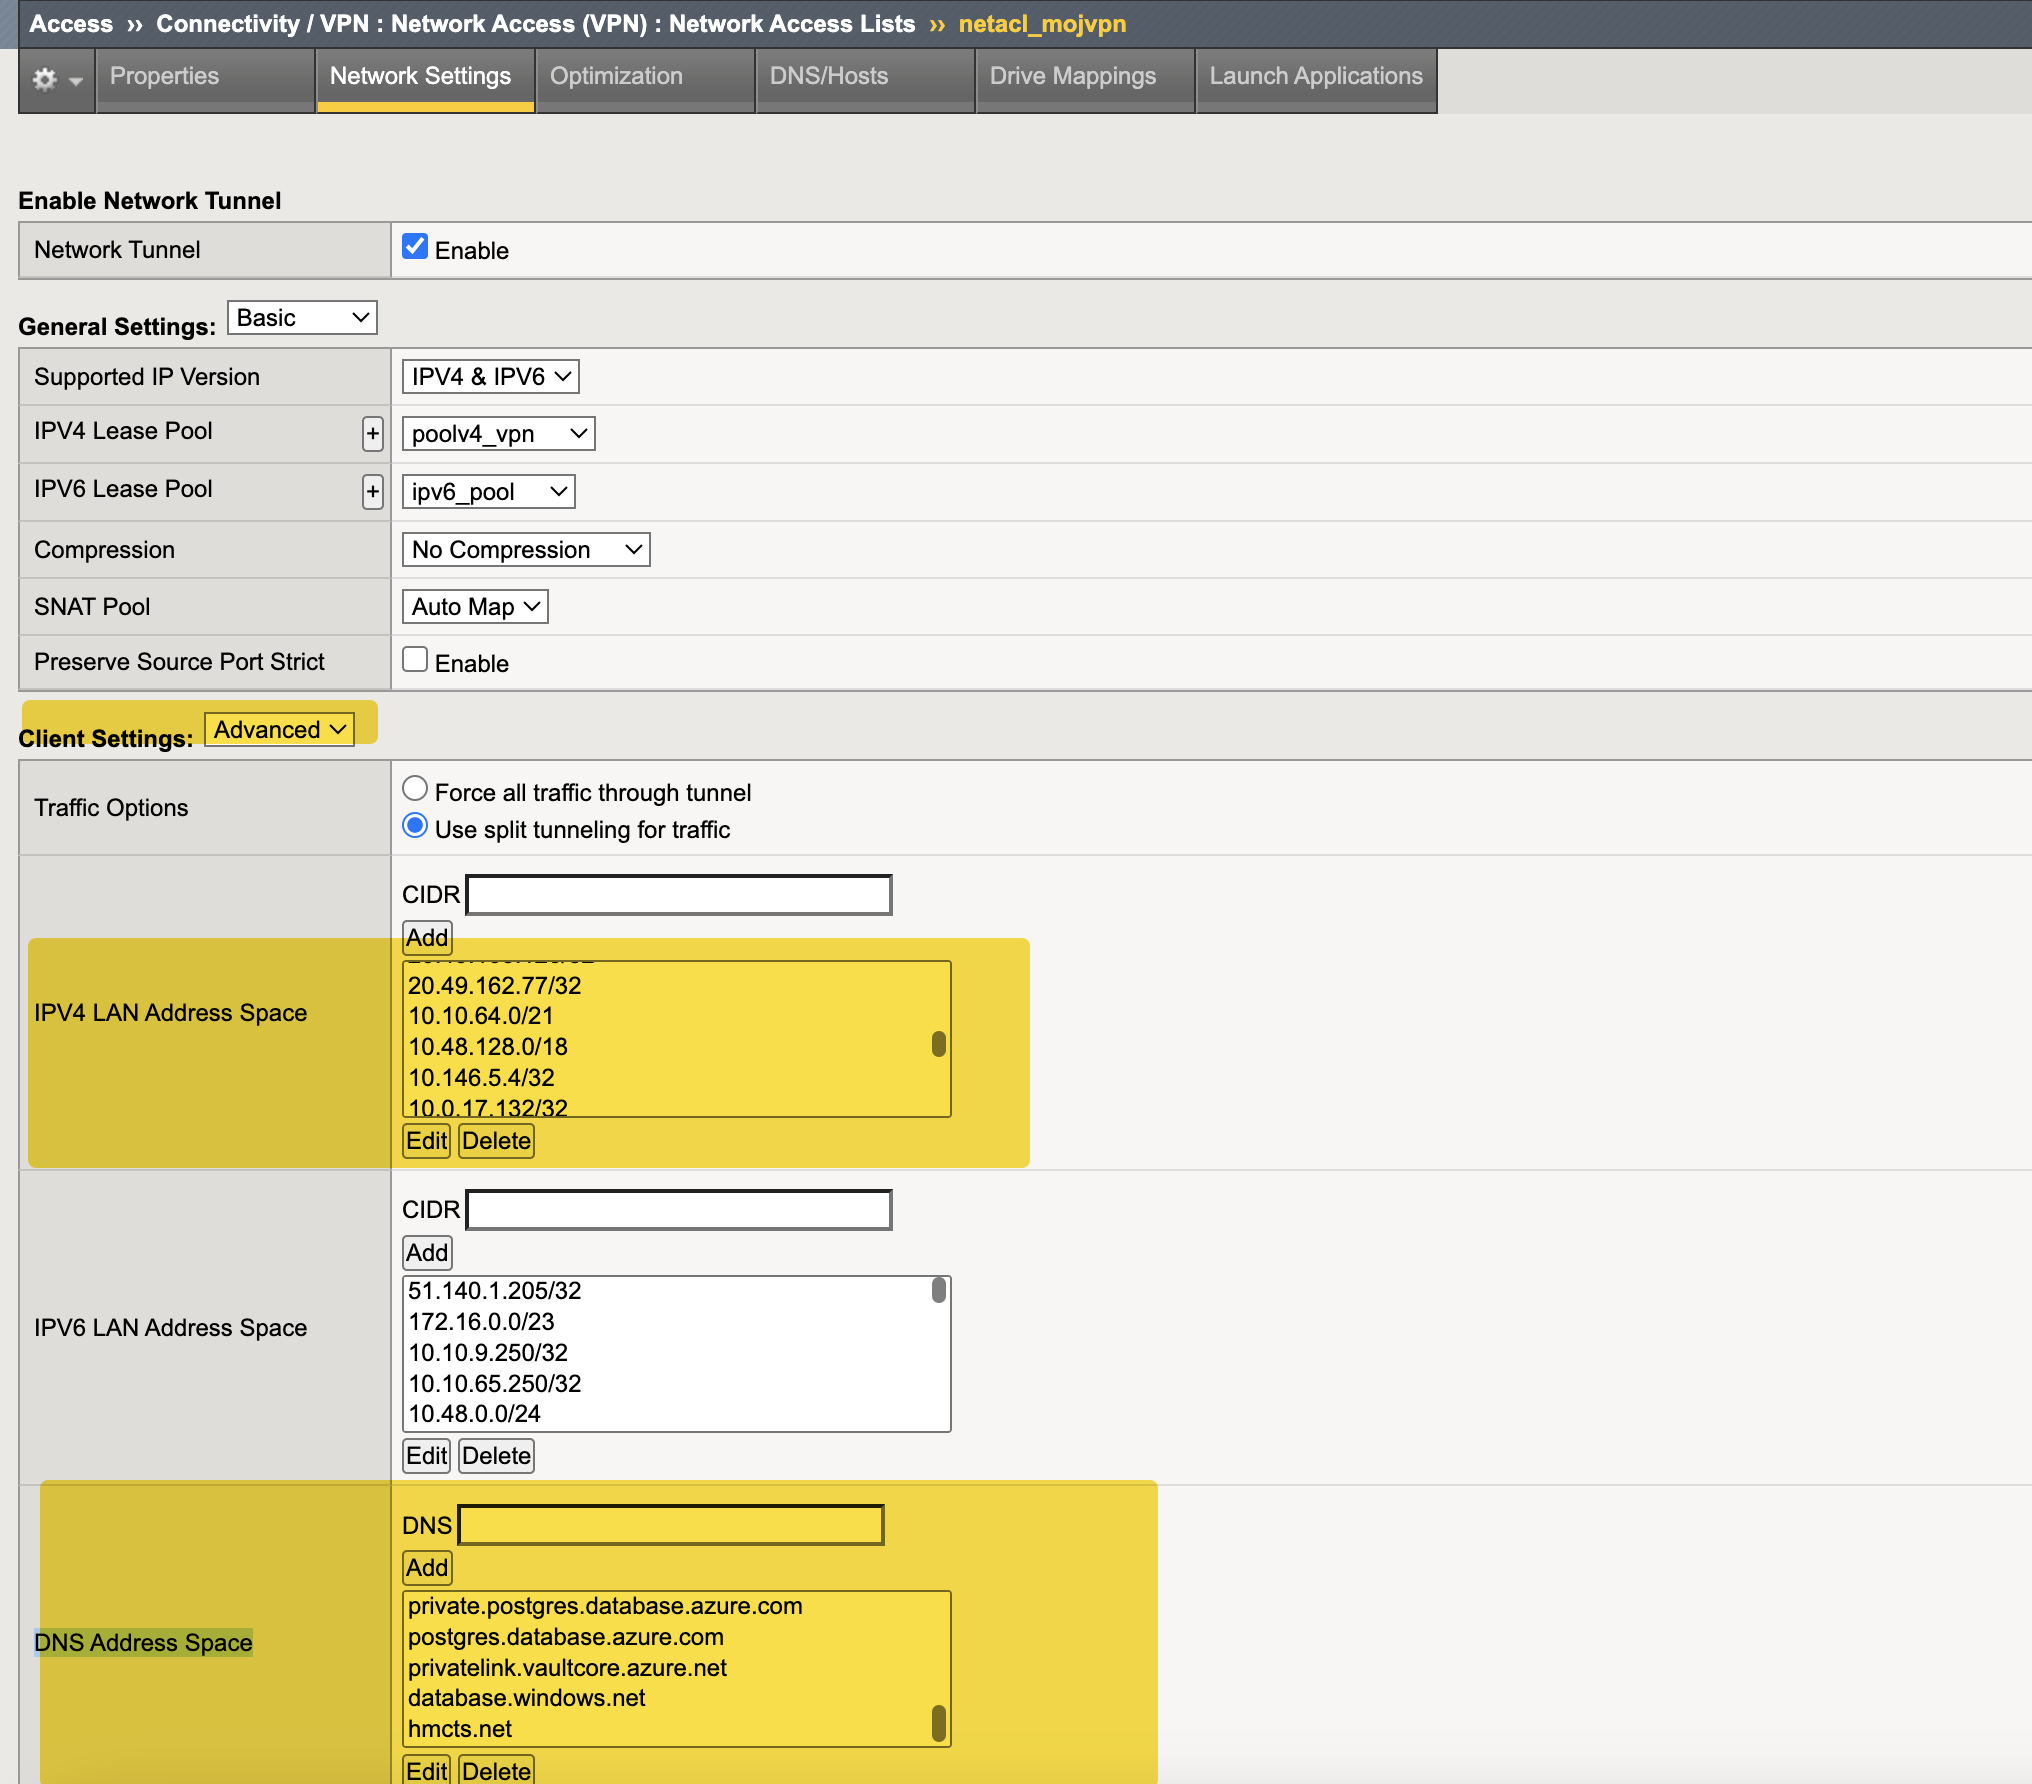 Access ›› Connectivity / VPN : Network Access (VPN) : Network Access Lists ›› netacl_mojvpn
Properties Network Settings Optimization DNS/Hosts Drive Mappings Launch Applications
Enable Network Tunnel
Network Tunnel Enable
General Settings: Basic
Supported IP Version IPV4 & IPV6
IPV4 Lease Pool + poolv4_vpn
IPV6 Lease Pool + ipv6_pool
Compression No Compression
SNAT Pool Auto Map
Preserve Source Port Strict Enable
Client Settings: Advanced
Traffic Options
Force all traffic through tunnel
Use split tunneling for traffic
CIDR
Add
IPV4 LAN Address Space
20.49.162.77/32
10.10.64.0/21
10.48.128.0/18
10.146.5.4/32
10.0.17.132/32
Edit Delete
CIDR
Add
IPV6 LAN Address Space
51.140.1.205/32
172.16.0.0/23
10.10.9.250/32
10.10.65.250/32
10.48.0.0/24
Edit Delete
DNS
Add
DNS Address Space
private.postgres.database.azure.com
postgres.database.azure.com
privatelink.vaultcore.azure.net
database.windows.net
hmcts.net
Edit Delete